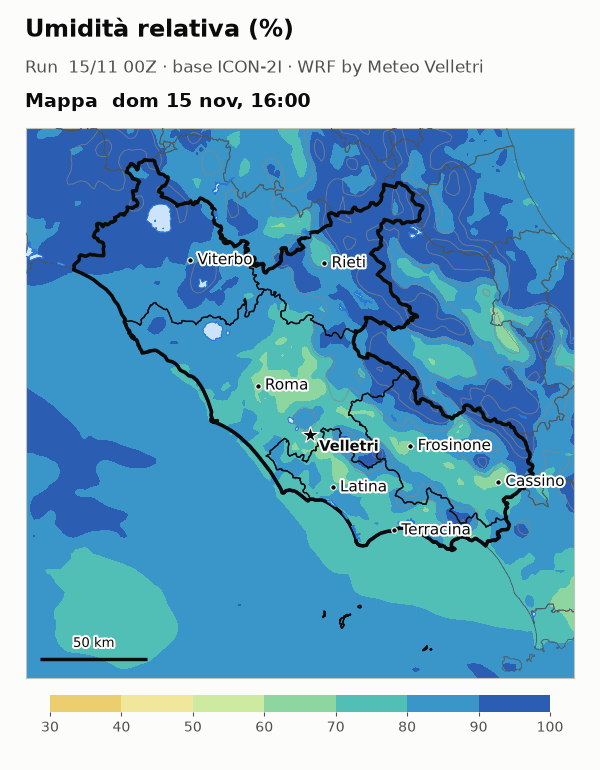 Umidità relativa (%)
Run  15/11 00Z · base ICON-2I · WRF by Meteo Velletri
Mappa  dom 15 nov, 16:00
Viterbo
Rieti
Roma
Velletri
Frosinone
Cassino
Latina
Terracina
50 km
30 40 50 60 70 80 90 100